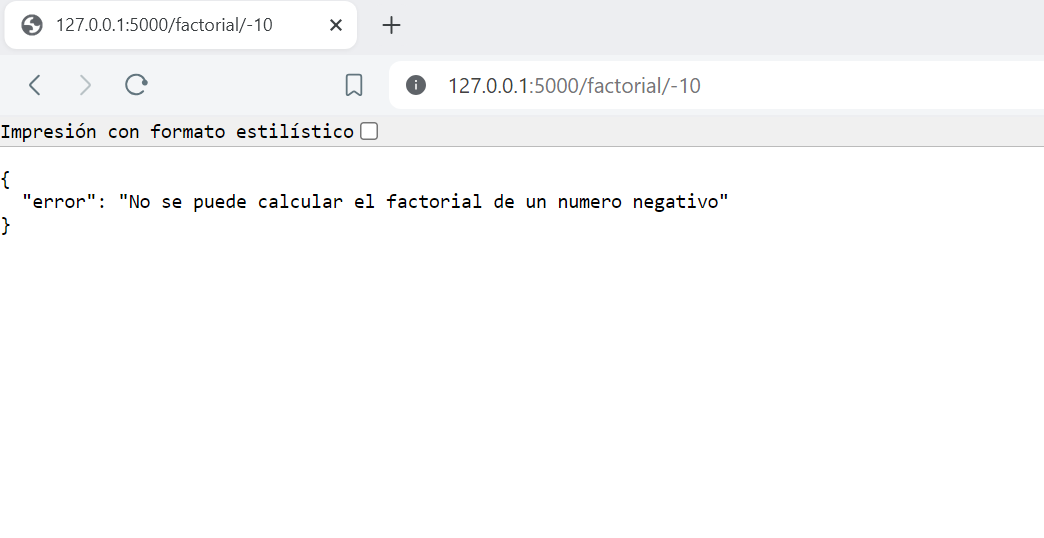 127.0.0.1:5000/factorial/-10
127.0.0.1:5000/factorial/-10
Impresión con formato estilístico
{
  "error": "No se puede calcular el factorial de un numero negativo"
}